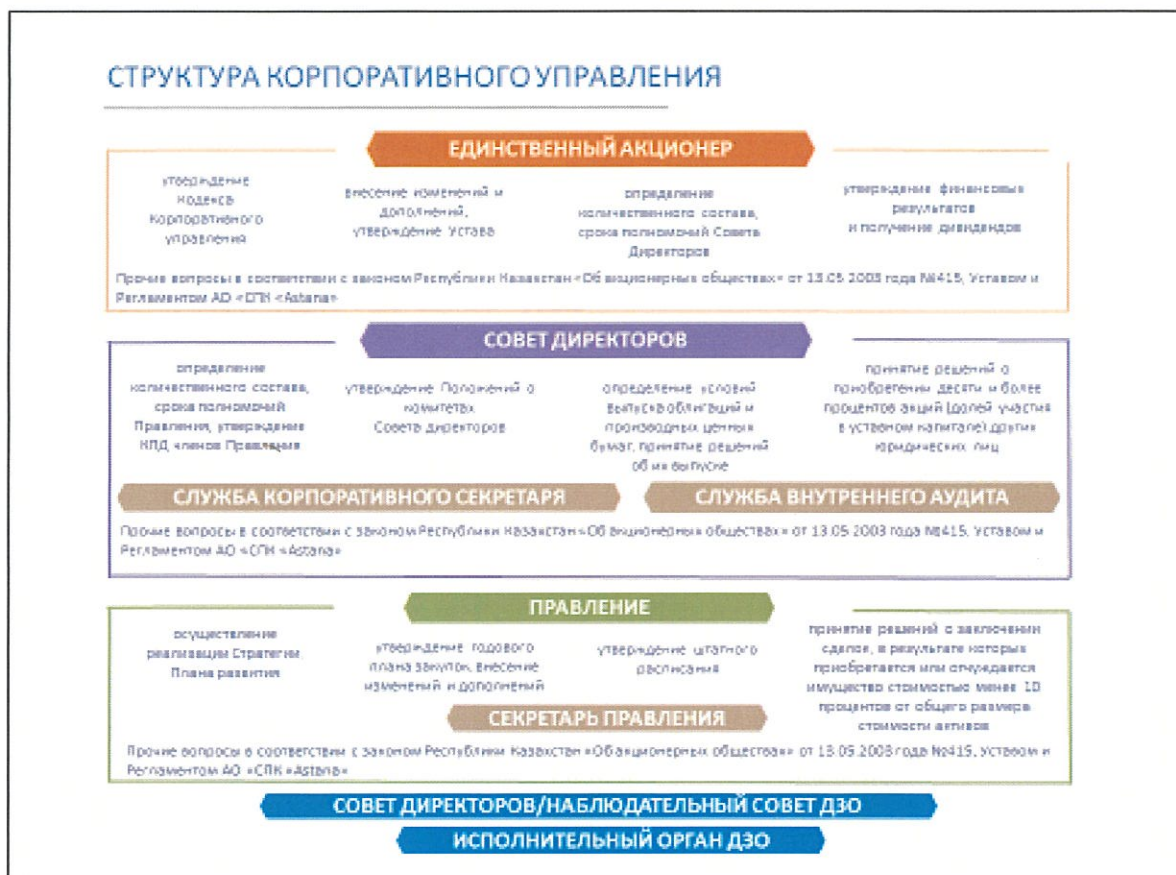 СТРУКТУРА КОРПОРАТИВНОГО УПРАВЛЕНИЯ
ЕДИНСТВЕННЫЙ АКЦИОНЕР
утверждение
Кодекса
Корпоративного
управления
внесение изменений и
дополнений,
утверждение Устава
определение
количественного состава,
срока полномочий Совета
Директоров
утверждение финансовых
результатов
и получение дивидендов
Прочие вопросы в соответствии с законом Республики Казахстан «Об акционерных обществах» от 13.05.2003 года №415, Уставом и
Регламентом АО «СПК «Astana»
СОВЕТ ДИРЕКТОРОВ
определение
количественного состава,
срока полномочий
Правления, утверждение
КПД членов Правления
утверждение Положений о
комитетах
Совета директоров
определение условий
выпуска облигаций и
производных ценных
бумаг, принятие решений
об их выпуске
принятие решений о
приобретении десяти и более
процентов акций (долей участия
в уставном капитале) других
юридических лиц
СЛУЖБА КОРПОРАТИВНОГО СЕКРЕТАРЯ
СЛУЖБА ВНУТРЕННЕГО АУДИТА
Прочие вопросы в соответствии с законом Республики Казахстан «Об акционерных обществах» от 13.05.2003 года №415, Уставом и
Регламентом АО «СПК «Astana»
ПРАВЛЕНИЕ
осуществление
реализации Стратегии,
Плана развития
утверждение годового
плана закупок, внесение
изменений и дополнений
утверждение штатного
расписания
принятие решений о заключении
сделок, в результате которых
приобретается или отчуждается
имущество стоимостью менее 10
процентов от общего размера
стоимости активов
СЕКРЕТАРЬ ПРАВЛЕНИЯ
Прочие вопросы в соответствии с законом Республики Казахстан «Об акционерных обществах» от 13.05.2003 года №415, Уставом и
Регламентом АО «СПК «Astana»
СОВЕТ ДИРЕКТОРОВ/НАБЛЮДАТЕЛЬНЫЙ СОВЕТ ДЗО
ИСПОЛНИТЕЛЬНЫЙ ОРГАН ДЗО